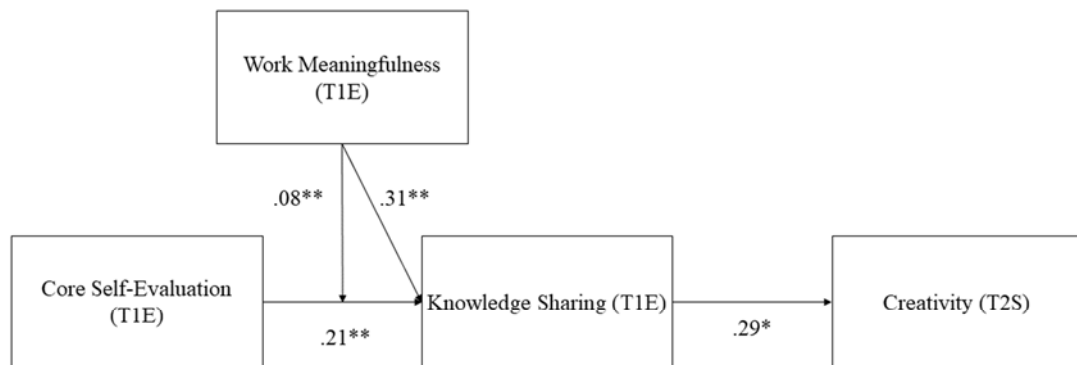 Work Meaningfulness
(T1E)
.08**
.31**
Core Self-Evaluation
(T1E)
.21**
Knowledge Sharing (T1E)
.29*
Creativity (T2S)